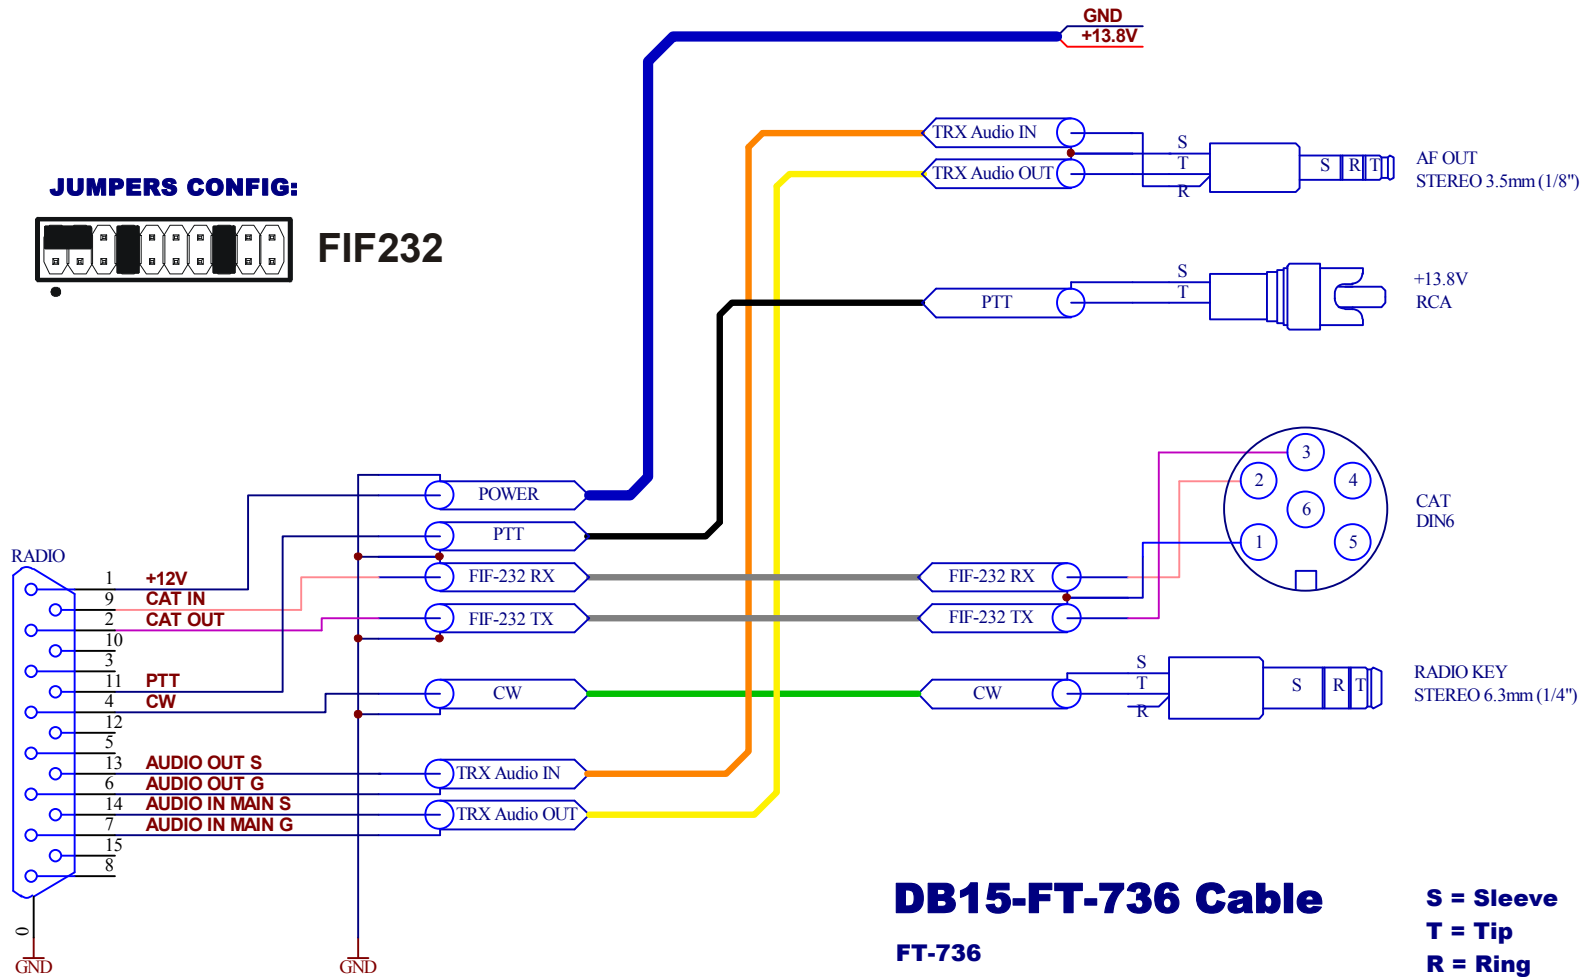 GND
+13.8V
TRX Audio IN
TRX Audio OUT
S
T
R
S R T
AF OUT
STEREO 3.5mm (1/8")
JUMPERS CONFIG:
FIF232
PTT
S
T
+13.8V
RCA
POWER
PTT
FIF-232 RX
FIF-232 TX
FIF-232 RX
FIF-232 TX
3
2
4
6
1
5
CAT
DIN6
RADIO
1 +12V
9 CAT IN
2 CAT OUT
10
3
11 PTT
4 CW
12
5
13 AUDIO OUT S
6 AUDIO OUT G
14 AUDIO IN MAIN S
7 AUDIO IN MAIN G
15
8
0
GND
GND
CW
CW
S
T
R
S R T
RADIO KEY
STEREO 6.3mm (1/4")
TRX Audio IN
TRX Audio OUT
DB15-FT-736 Cable
FT-736
S = Sleeve
T = Tip
R = Ring